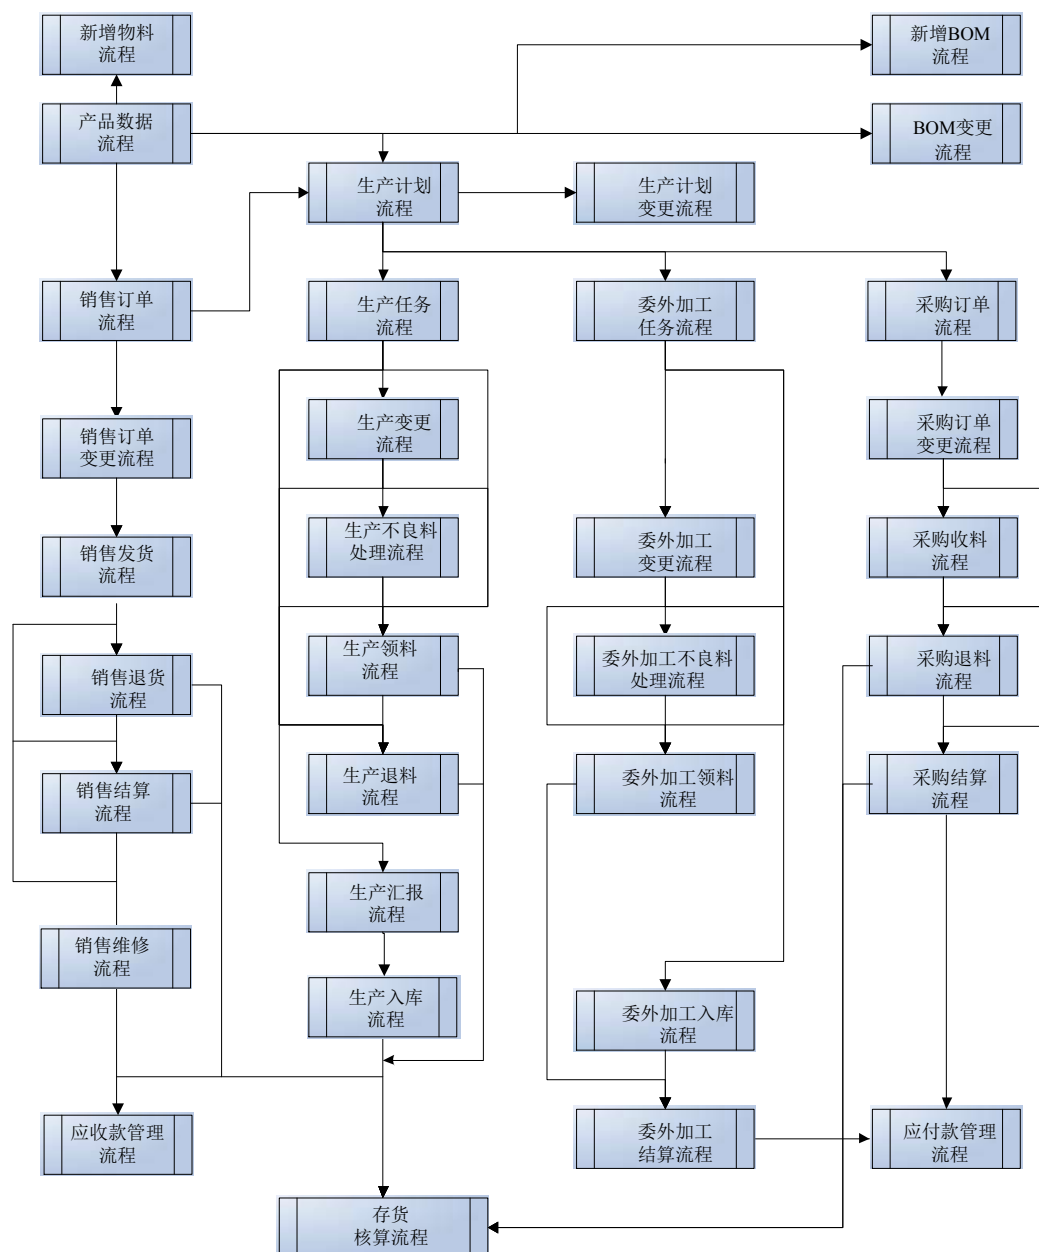 新增物料
流程
新增BOM
流程
产品数据
流程
BOM变更
流程
生产计划
流程
生产计划
变更流程
销售订单
流程
生产任务
流程
委外加工
任务流程
采购订单
流程
销售订单
变更流程
生产变更
流程
采购订单
变更流程
销售发货
流程
生产不良料
处理流程
委外加工
变更流程
采购收料
流程
销售退货
流程
生产领料
流程
委外加工不良料
处理流程
采购退料
流程
销售结算
流程
生产退料
流程
委外加工领料
流程
采购结算
流程
生产汇报
流程
销售维修
流程
生产入库
流程
委外加工入库
流程
应收款管理
流程
委外加工
结算流程
应付款管理
流程
存货
核算流程